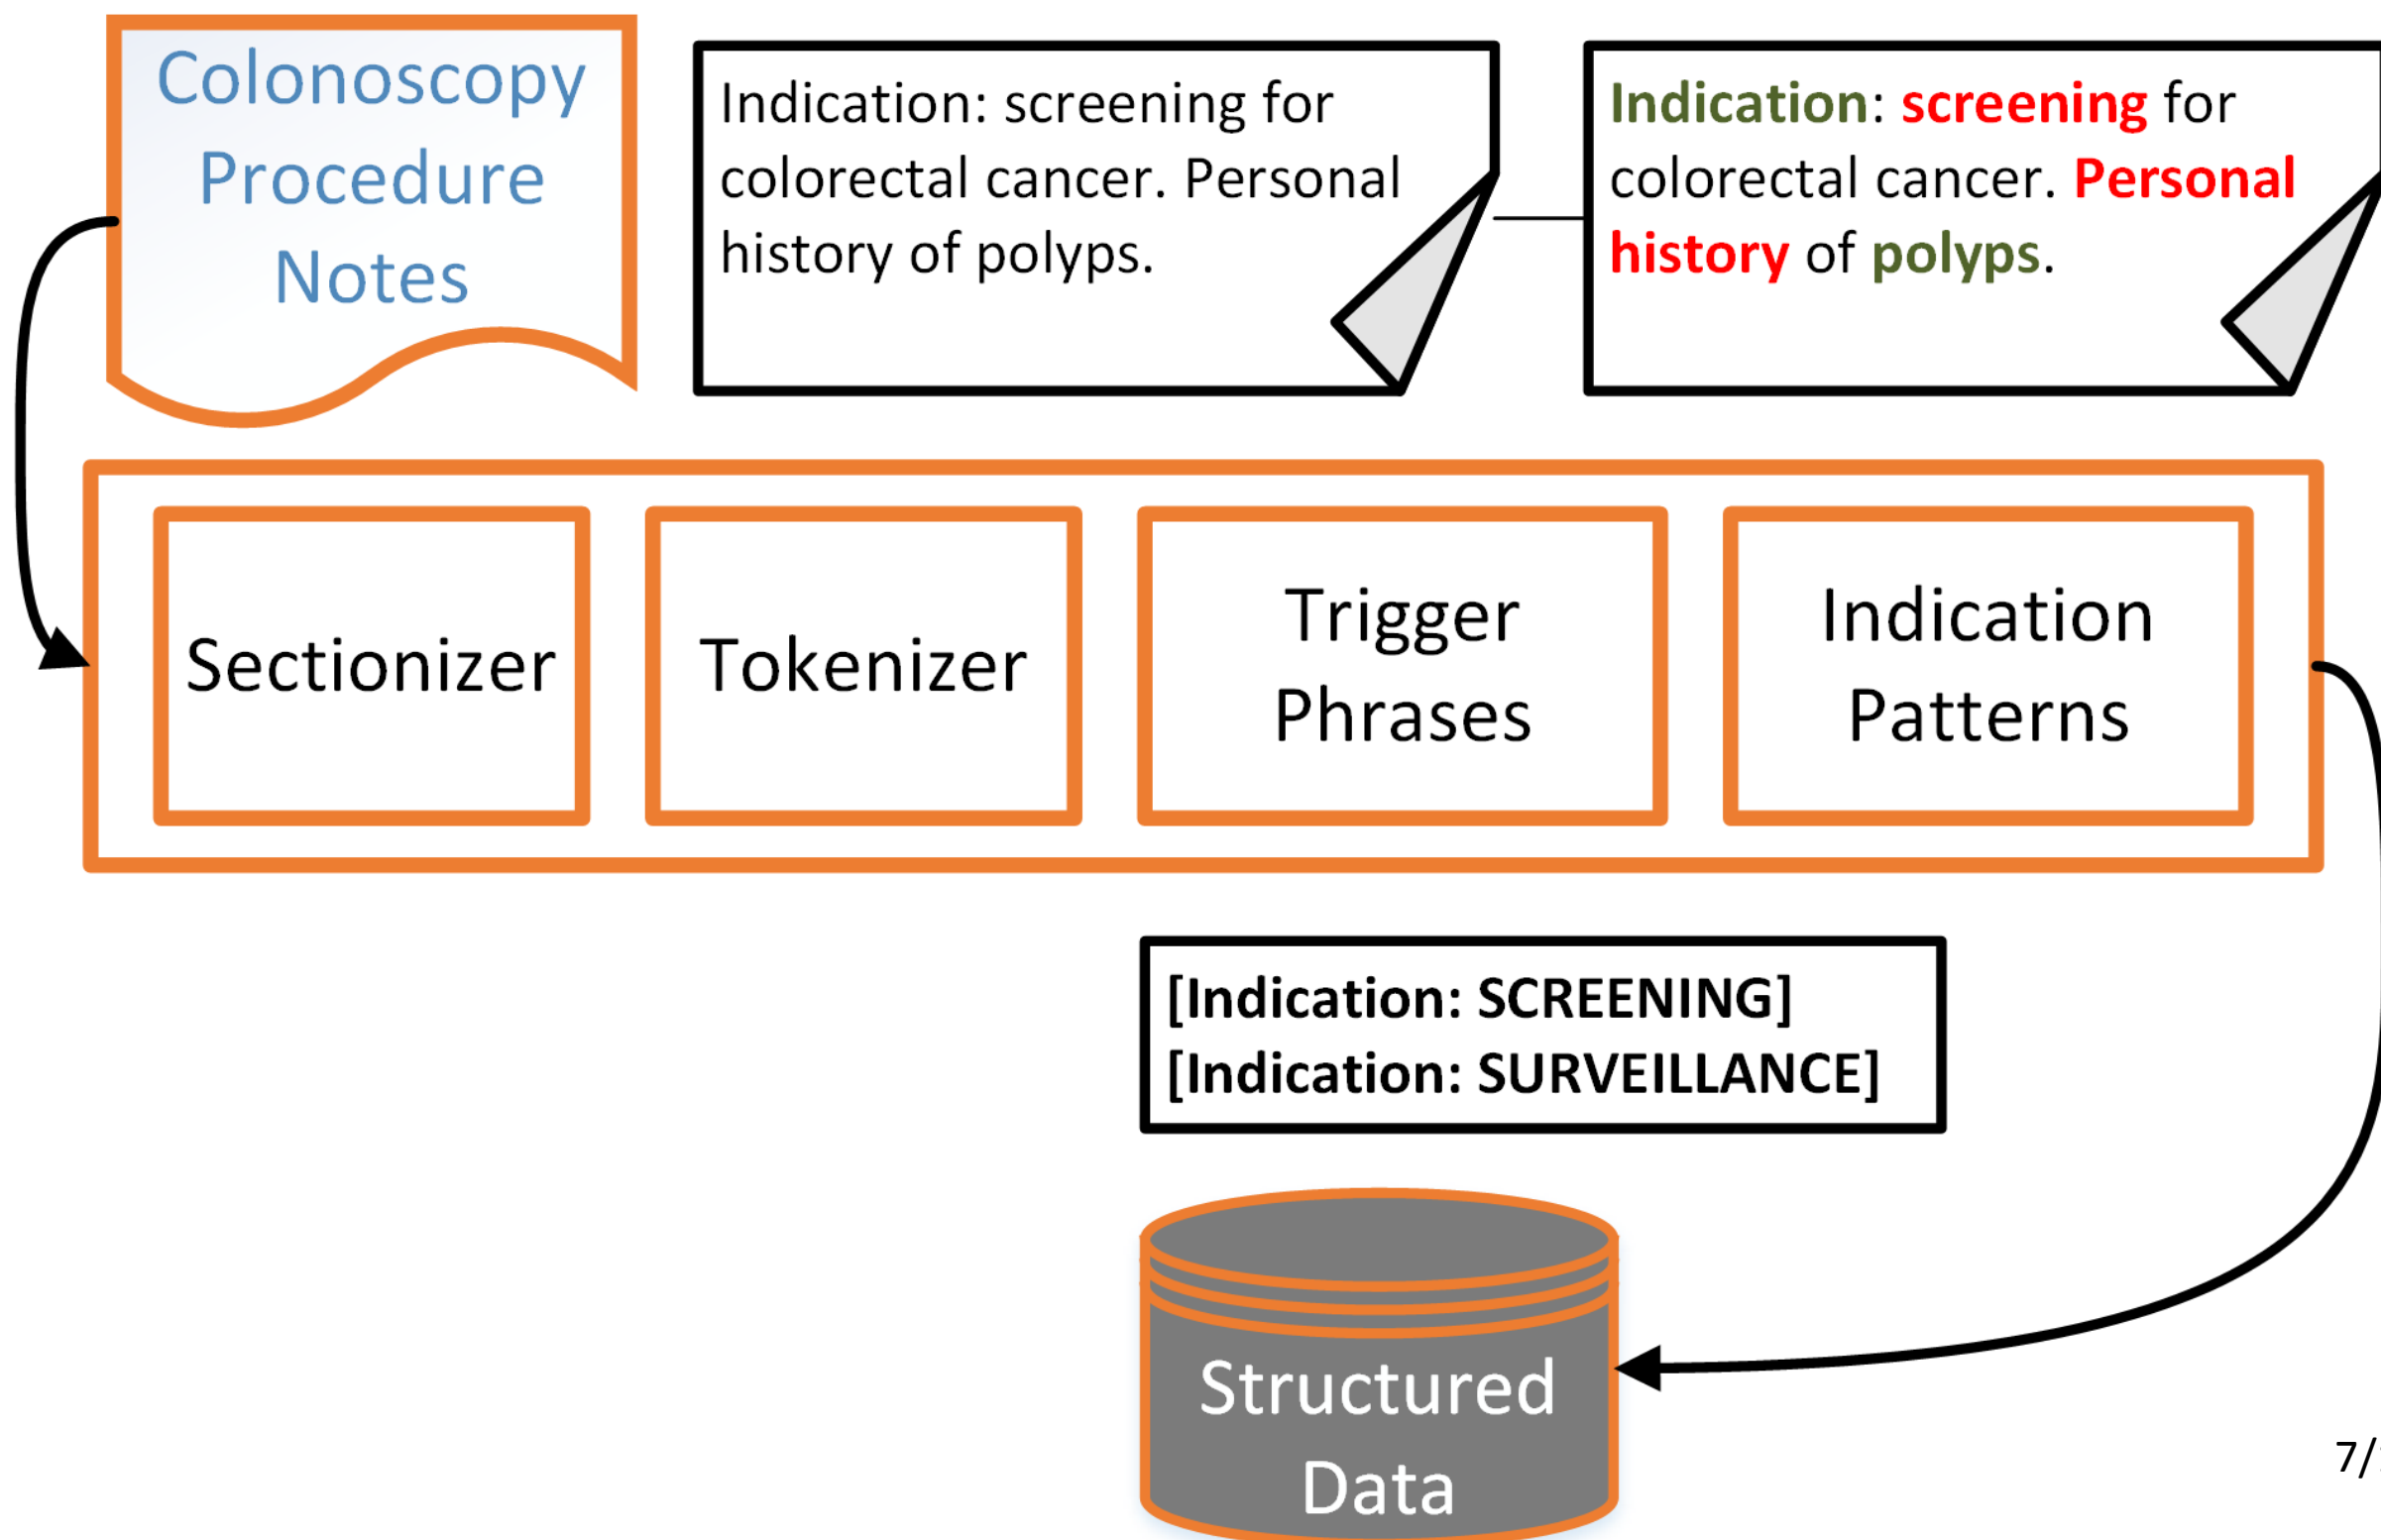 Colonoscopy
Procedure
Notes
Indication: screening for
colorectal cancer. Personal
history of polyps.
Indication: screening for
colorectal cancer. Personal
history of polyps.
Sectionizer
Tokenizer
Trigger
Phrases
Indication
Patterns
[Indication: SCREENING]
[Indication: SURVEILLANCE]
Structured
Data
7/